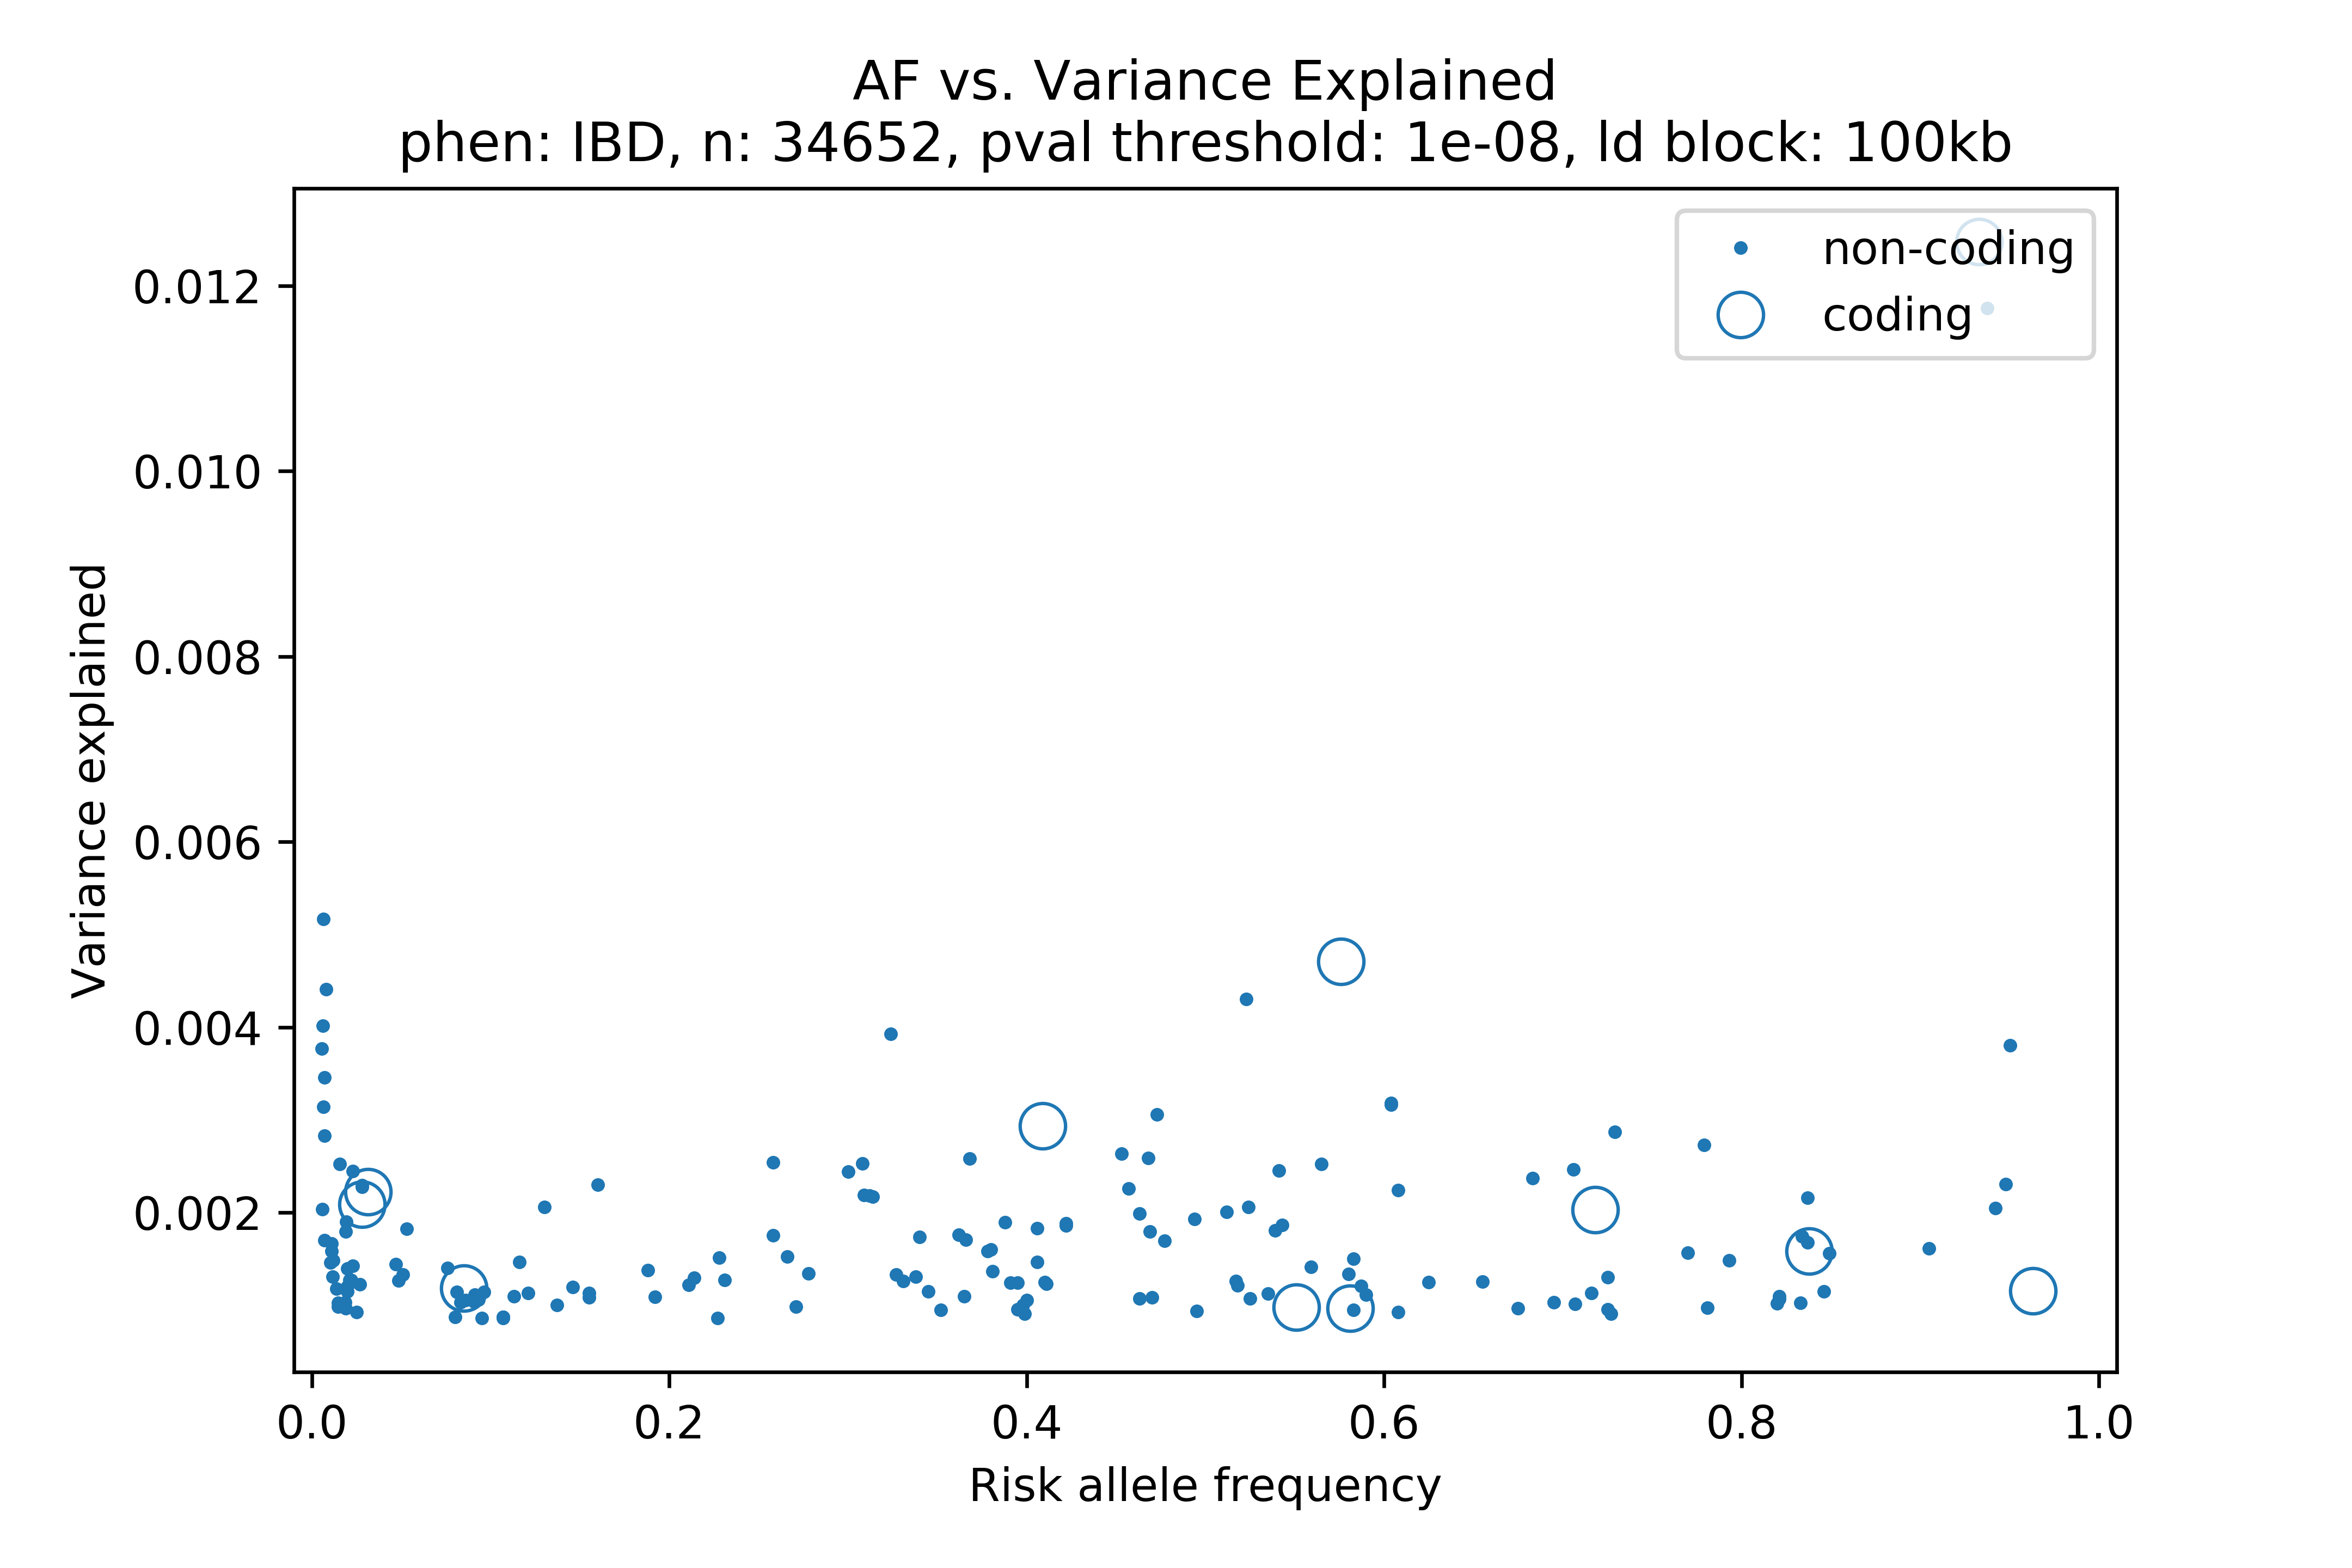 AF vs. Variance Explained
phen: IBD, n: 34652, pval threshold: 1e-08, ld block: 100kb
non-coding
coding
Variance explained
0.012
0.010
0.008
0.006
0.004
0.002
0.0 0.2 0.4 0.6 0.8 1.0
Risk allele frequency